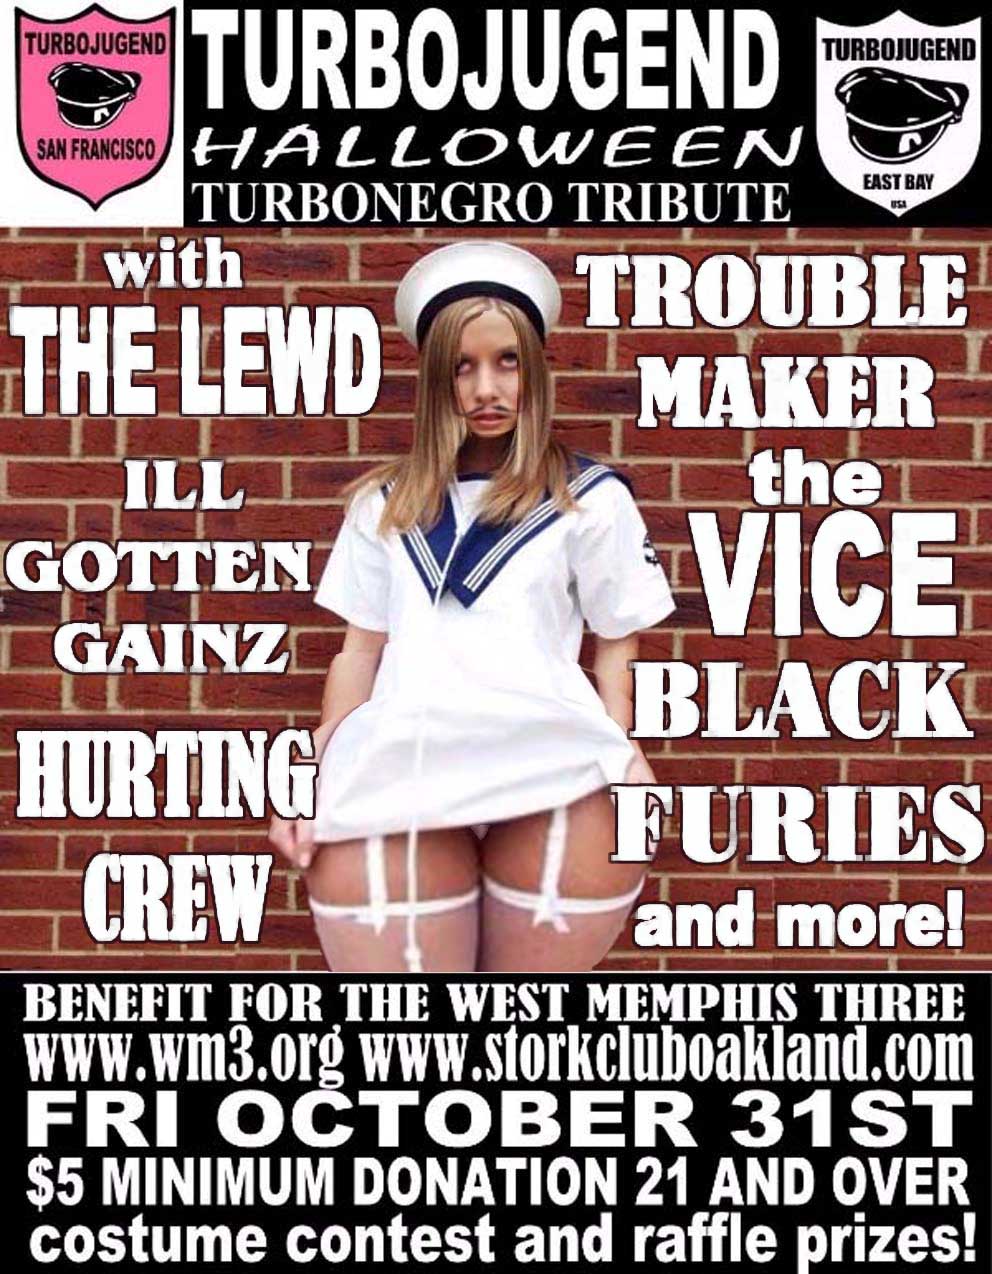 TURBOJUGEND
SAN FRANCISCO
TURBOJUGEND
HALLOWEEN
TURBONEGRO TRIBUTE
TURBOJUGEND
EAST BAY
USA
with
THE LEWD
ILL
GOTTEN
GAINZ
HURTING
CREW
TROUBLE
MAKER
the
VICE
BLACK
FURIES
and more!
BENEFIT FOR THE WEST MEMPHIS THREE
www.wm3.org www.storkcluboakland.com
FRI OCTOBER 31ST
$5 MINIMUM DONATION 21 AND OVER
costume contest and raffle prizes!